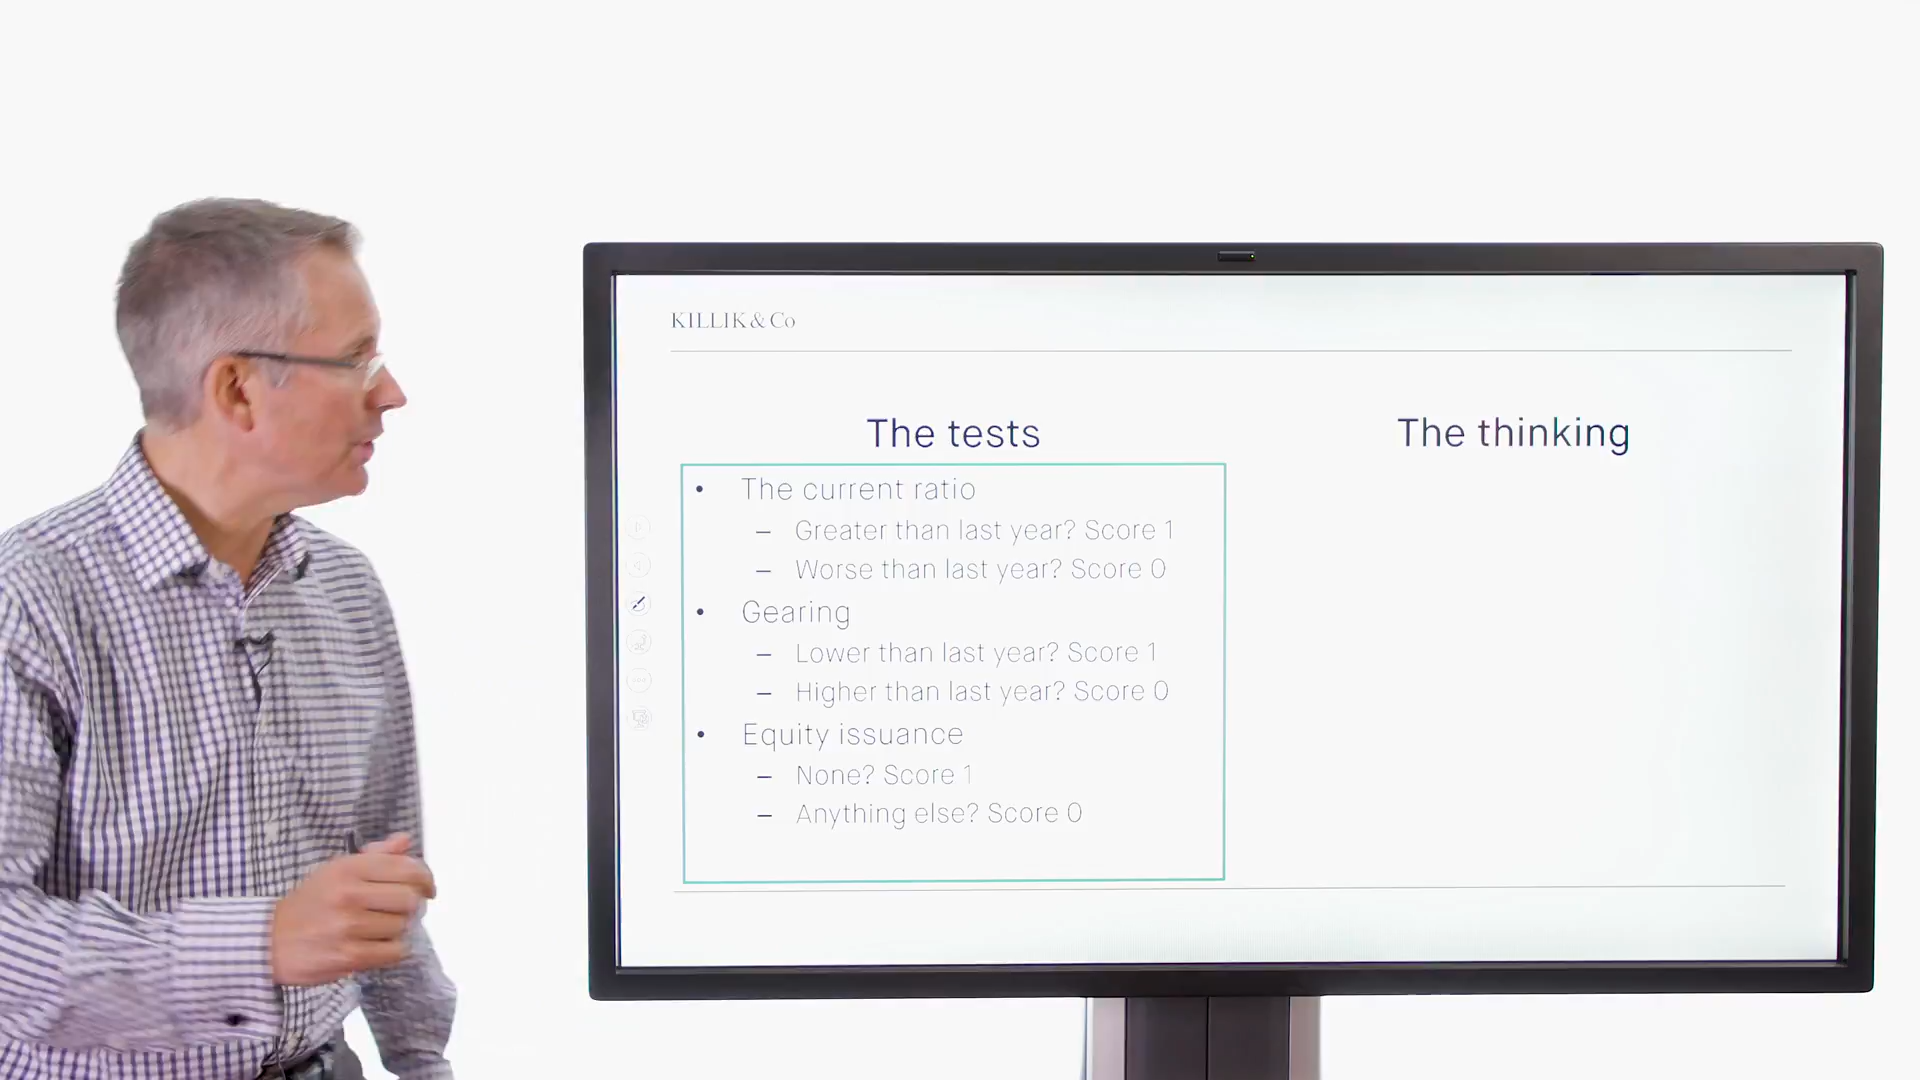 KILLIK & Co
The tests
The thinking
• The current ratio
– Greater than last year? Score 1
– Worse than last year? Score 0
• Gearing
– Lower than last year? Score 1
– Higher than last year? Score 0
• Equity issuance
– None? Score 1
– Anything else? Score 0